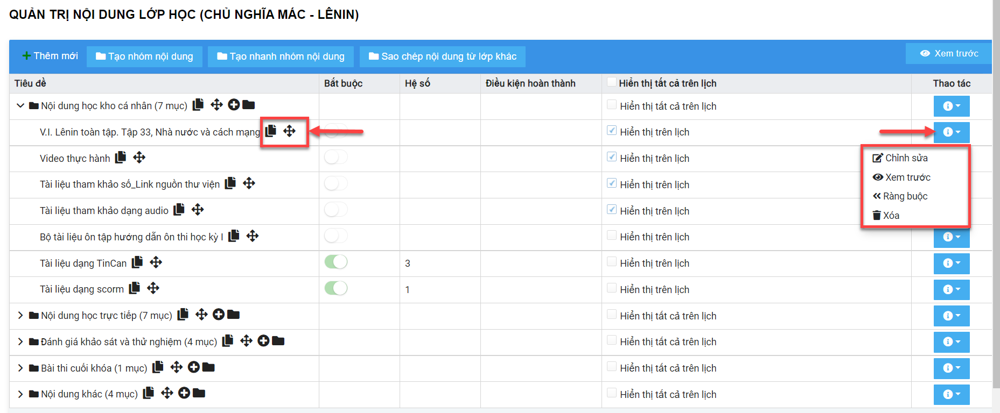 QUẢN TRỊ NỘI DUNG LỚP HỌC (CHỦ NGHĨA MÁC - LÊNIN)
Thêm mới Tạo nhóm nội dung Tạo nhanh nhóm nội dung Sao chép nội dung từ lớp khác Xem trước
Tiêu đề Bắt buộc Hệ số Điều kiện hoàn thành Hiển thị tất cả trên lịch Thao tác
Nội dung học kho cá nhân (7 mục) Hiển thị tất cả trên lịch
V.I. Lênin toàn tập. Tập 33, Nhà nước và cách mạng Hiển thị trên lịch
Video thực hành Hiển thị trên lịch
Chỉnh sửa
Xem trước
Ràng buộc
Xóa
Tài liệu tham khảo số_Link nguồn thư viện Hiển thị trên lịch
Tài liệu tham khảo dạng audio Hiển thị trên lịch
Bộ tài liệu ôn tập hướng dẫn ôn thi học kỳ I Hiển thị trên lịch
Tài liệu dạng TinCan 3 Hiển thị trên lịch
Tài liệu dạng scorm 1 Hiển thị trên lịch
Nội dung học trực tiếp (7 mục) Hiển thị tất cả trên lịch
Đánh giá khảo sát và thử nghiệm (4 mục) Hiển thị tất cả trên lịch
Bài thi cuối khóa (1 mục) Hiển thị tất cả trên lịch
Nội dung khác (4 mục) Hiển thị tất cả trên lịch